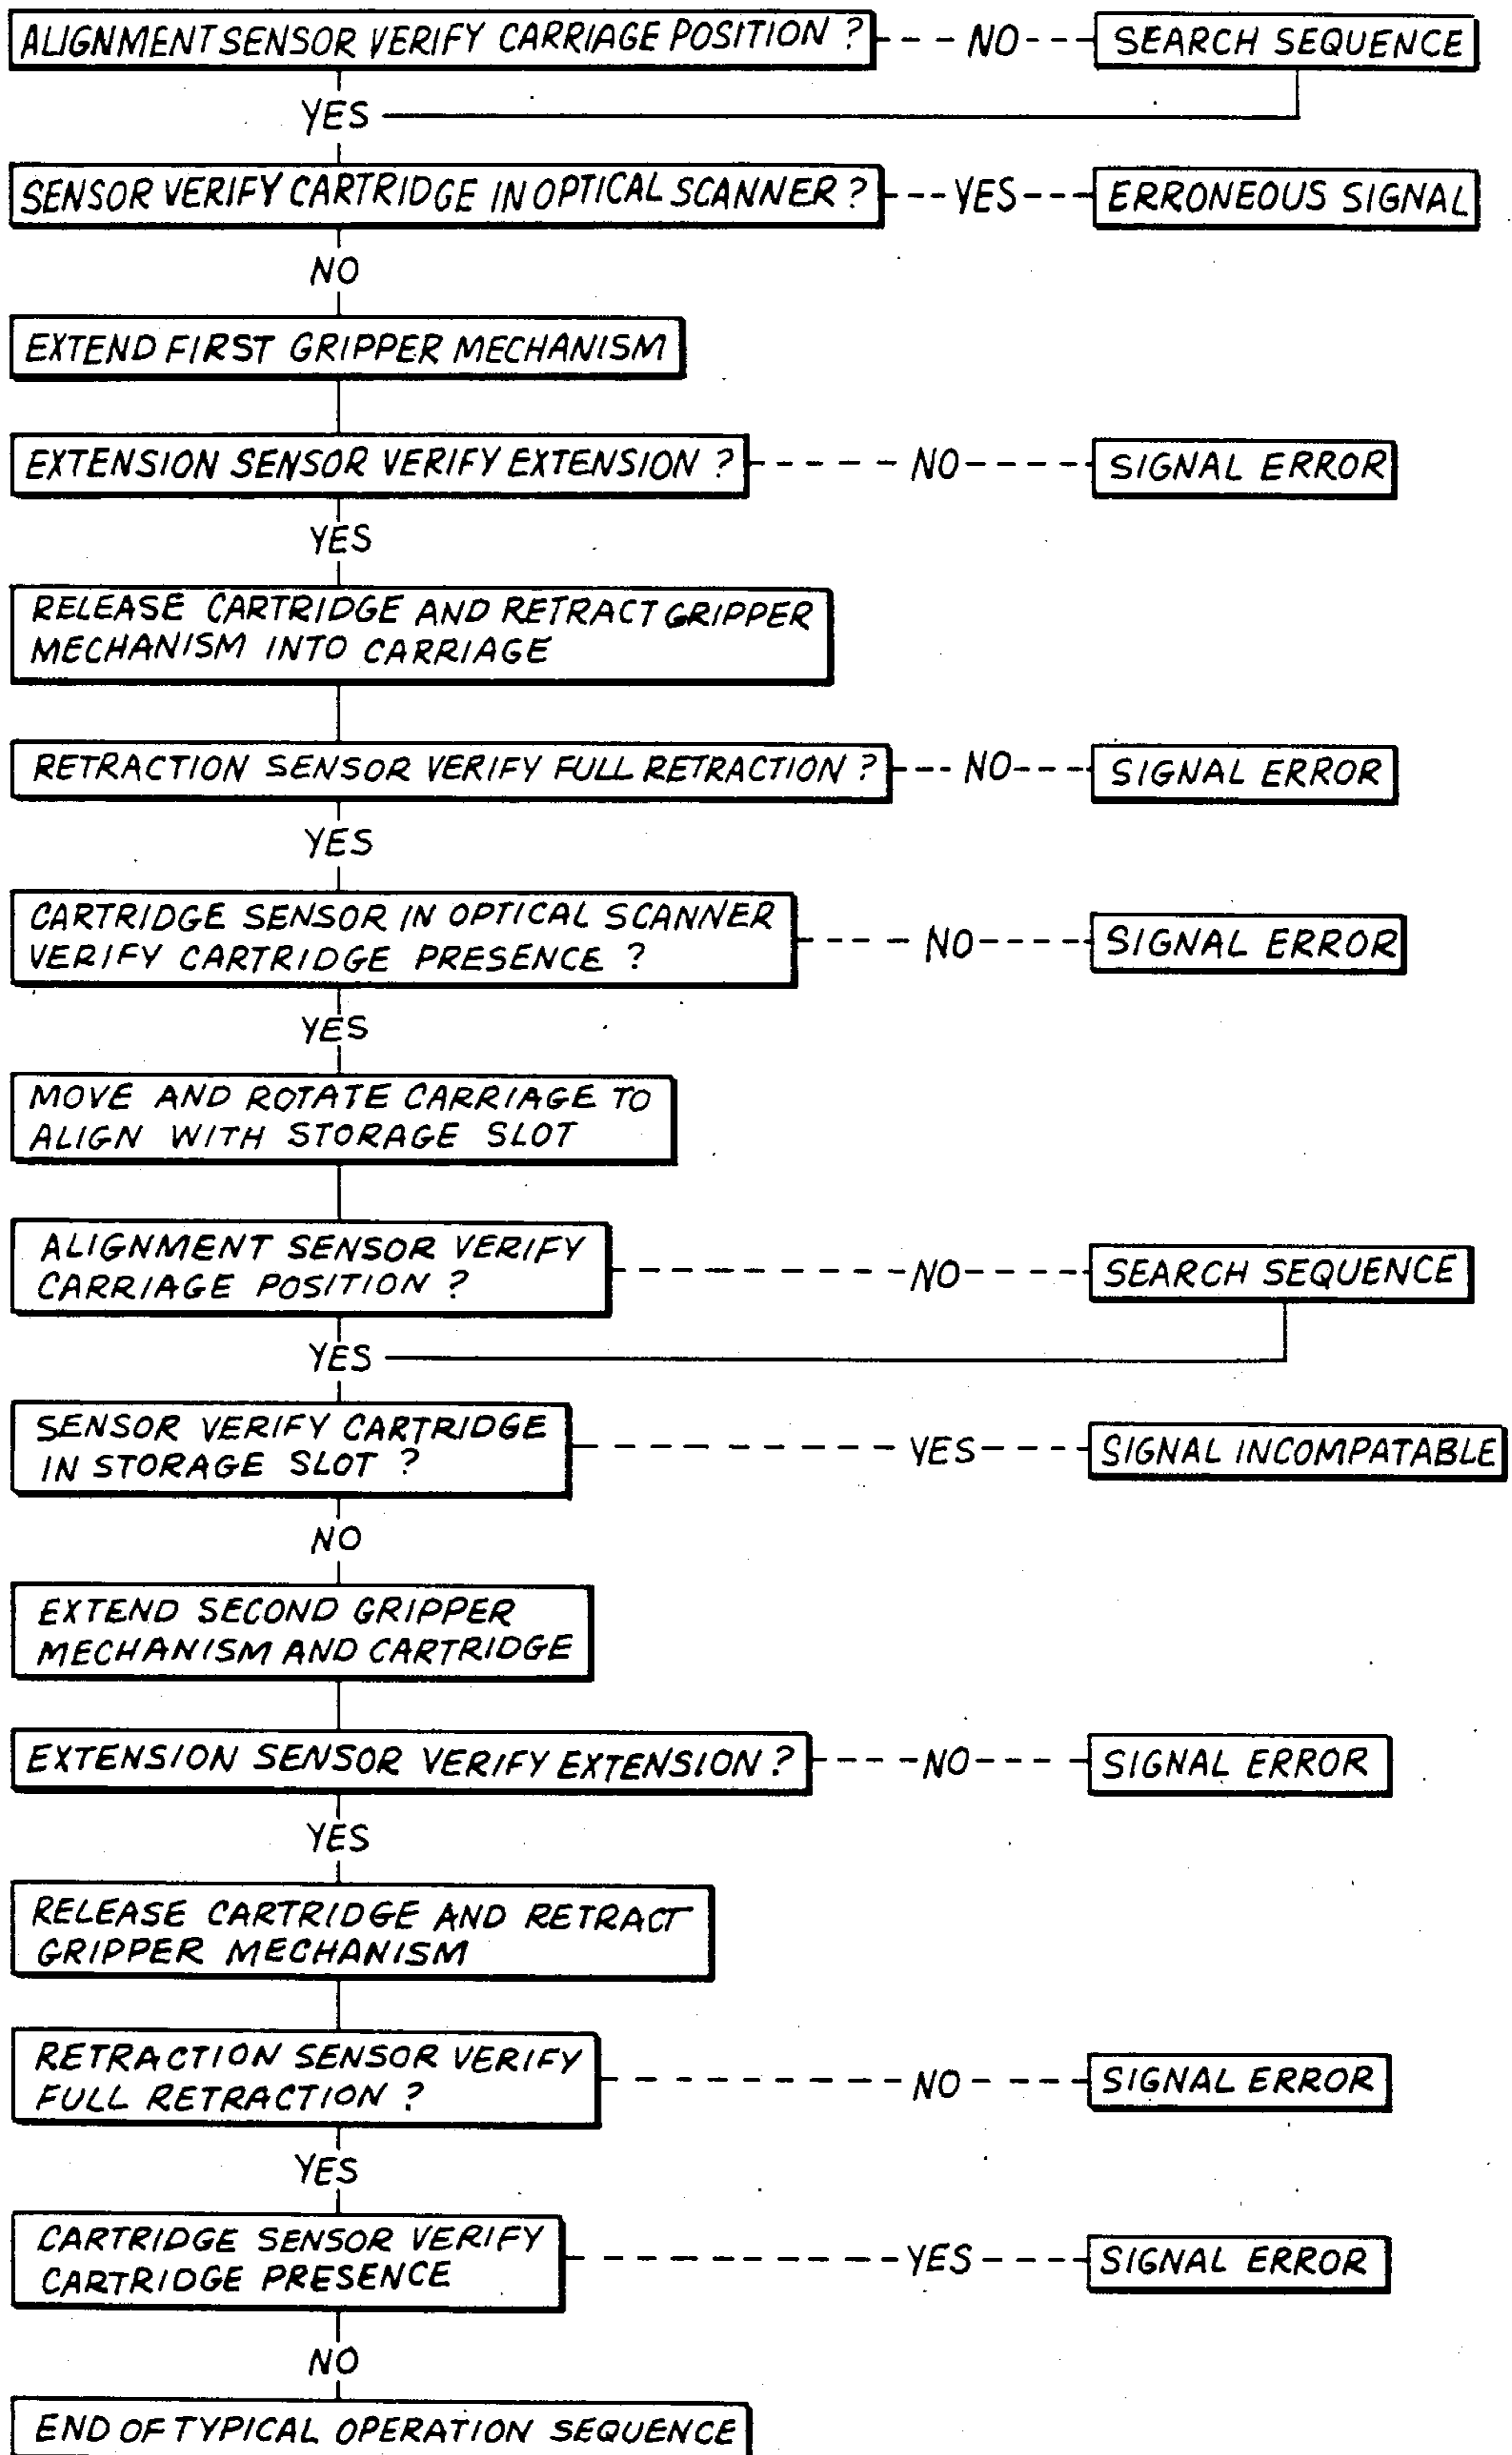 ALIGNMENT SENSOR VERIFY CARRIAGE POSITION ? NO SEARCH SEQUENCE
YES
SENSOR VERIFY CARTRIDGE IN OPTICAL SCANNER ? YES ERRONEOUS SIGNAL
NO
EXTEND FIRST GRIPPER MECHANISM
EXTENSION SENSOR VERIFY EXTENSION ? NO SIGNAL ERROR
YES
RELEASE CARTRIDGE AND RETRACT GRIPPER
MECHANISM INTO CARRIAGE
RETRACTION SENSOR VERIFY FULL RETRACTION ? NO SIGNAL ERROR
YES
CARTRIDGE SENSOR IN OPTICAL SCANNER
VERIFY CARTRIDGE PRESENCE ?
NO SIGNAL ERROR
YES
MOVE AND ROTATE CARRIAGE TO
ALIGN WITH STORAGE SLOT
ALIGNMENT SENSOR VERIFY
CARRIAGE POSITION ?
NO SEARCH SEQUENCE
YES
SENSOR VERIFY CARTRIDGE
IN STORAGE SLOT ?
YES SIGNAL INCOMPATABLE
NO
EXTEND SECOND GRIPPER
MECHANISM AND CARTRIDGE
EXTENSION SENSOR VERIFY EXTENSION ? NO SIGNAL ERROR
YES
RELEASE CARTRIDGE AND RETRACT
GRIPPER MECHANISM
RETRACTION SENSOR VERIFY
FULL RETRACTION ?
NO SIGNAL ERROR
YES
CARTRIDGE SENSOR VERIFY
CARTRIDGE PRESENCE
YES SIGNAL ERROR
NO
END OF TYPICAL OPERATION SEQUENCE